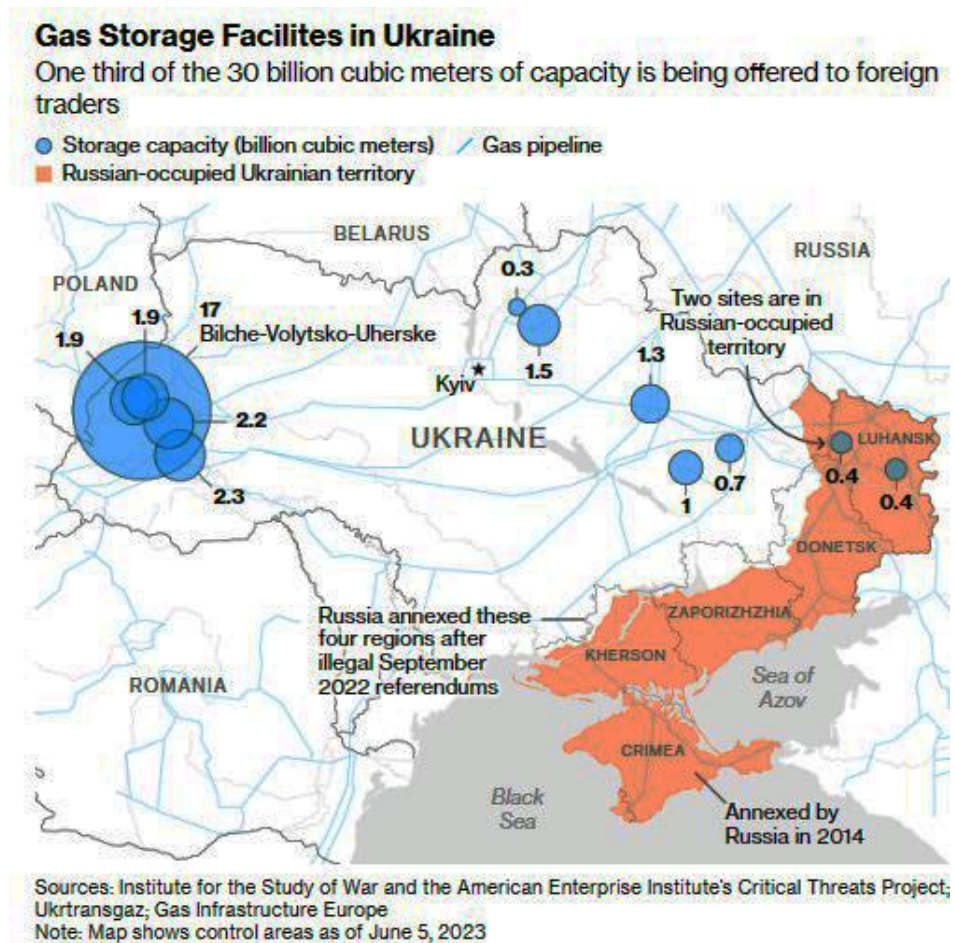 Gas Storage Facilites in Ukraine
One third of the 30 billion cubic meters of capacity is being offered to foreign
traders
Storage capacity (billion cubic meters)
Gas pipeline
Russian-occupied Ukrainian territory
BELARUS
RUSSIA
POLAND
0.3
Two sites are in
Russian-occupied
territory
1.9
1.9
17
Bilche-Volytsko-Uherske
1.5
1.3
Kyiv
2.2
UKRAINE
LUHANSK
0.4
0.4
0.7
1
2.3
DONETSK
Russia annexed these
four regions after
illegal September
2022 referendums
ZAPORIZHZHIA
KHERSON
ROMANIA
Sea of
Azov
CRIMEA
Black
Sea
Annexed by
Russia in 2014
Sources: Institute for the Study of War and the American Enterprise Institute's Critical Threats Project;
Ukrtransgaz; Gas Infrastructure Europe
Note: Map shows control areas as of June 5, 2023